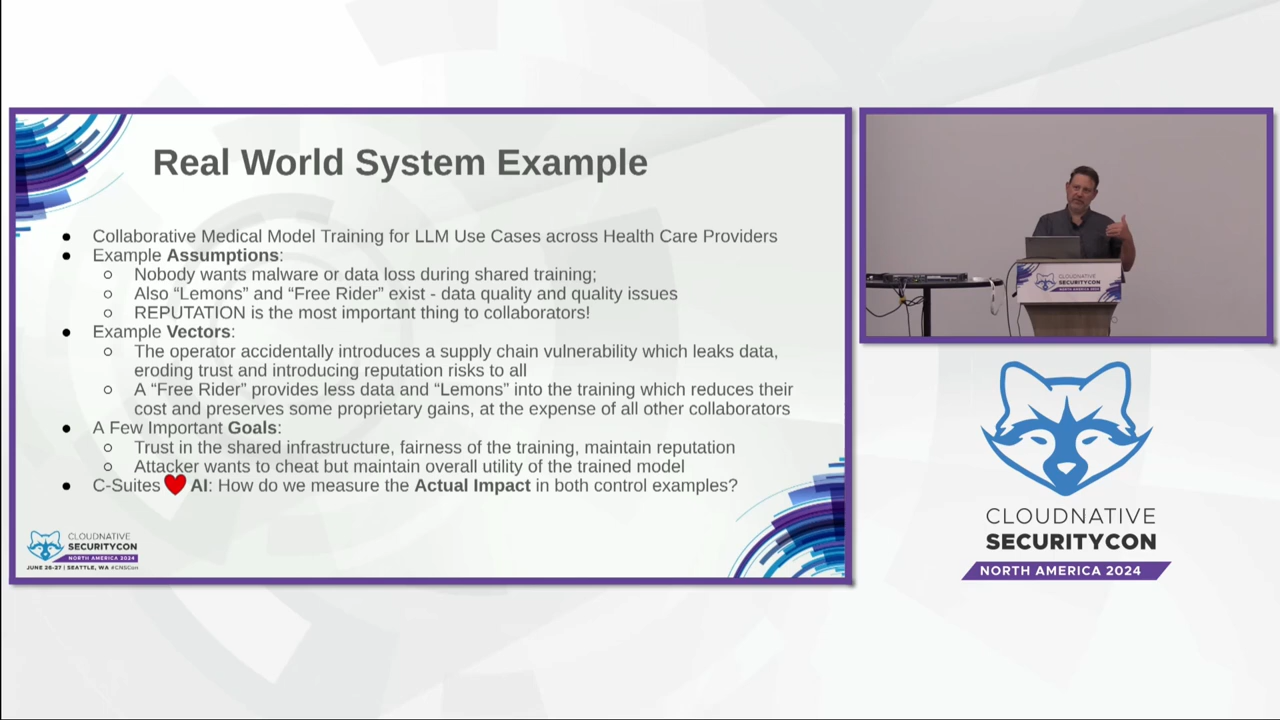 Real World System Example
● Collaborative Medical Model Training for LLM Use Cases across Health Care Providers
● Example Assumptions:
○ Nobody wants malware or data loss during shared training;
○ Also “Lemons” and “Free Rider” exist - data quality and quality issues
○ REPUTATION is the most important thing to collaborators!
● Example Vectors:
○ The operator accidentally introduces a supply chain vulnerability which leaks data,
eroding trust and introducing reputation risks to all
○ A “Free Rider” provides less data and “Lemons” into the training which reduces their
cost and preserves some proprietary gains, at the expense of all other collaborators
● A Few Important Goals:
○ Trust in the shared infrastructure, fairness of the training, maintain reputation
○ Attacker wants to cheat but maintain overall utility of the trained model
● C-Suites ❤ AI: How do we measure the Actual Impact in both control examples?
CLOUDNATIVE
SECURITYCON
NORTH AMERICA 2024
JUNE 26-27 | SEATTLE, WA #CNSCon
CLOUDNATIVE
SECURITYCON
CLOUDNATIVE
SECURITYCON
NORTH AMERICA 2024